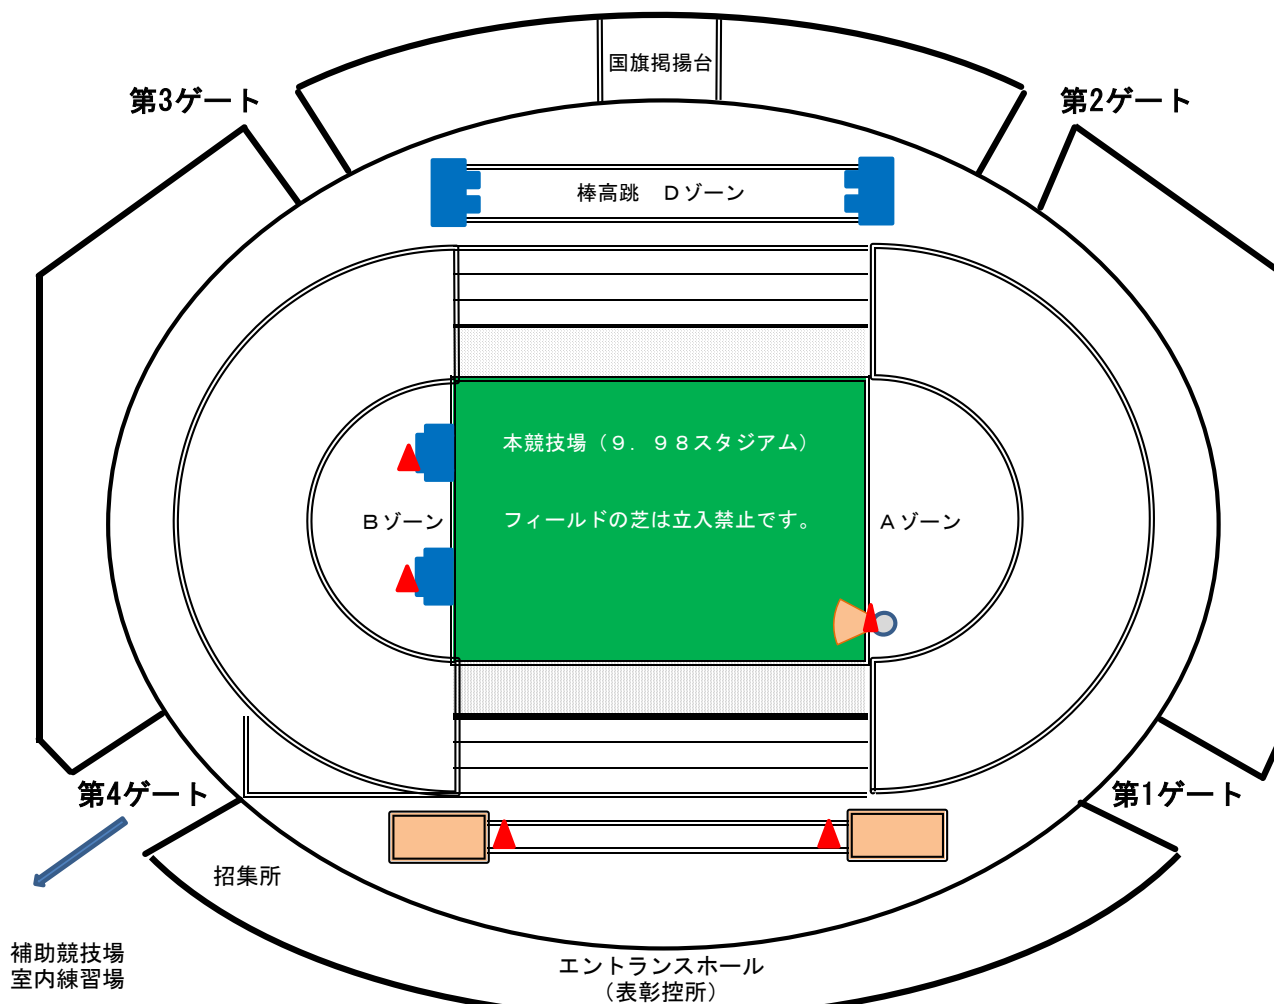 国旗掲揚台
第3ゲート
第2ゲート
棒高跳　Ｄゾーン
本競技場（９．９８スタジアム）
Ｂゾーン
フィールドの芝は立入禁止です。
Ａゾーン
第4ゲート
第1ゲート
招集所
補助競技場
室内練習場
エントランスホール
（表彰控所）